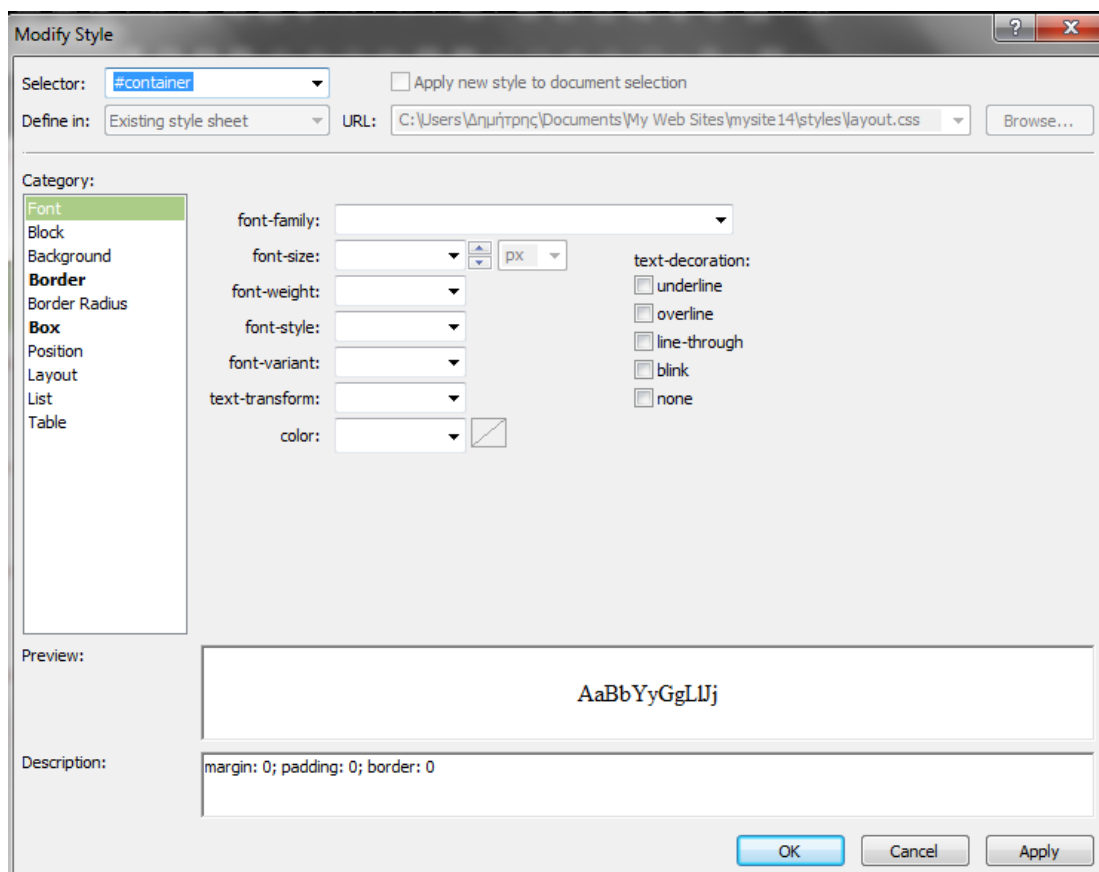 Modify Style
?
X
Selector: #container
Apply new style to document selection
Define in: Existing style sheet
URL: C:\Users\Δημήτρης\Documents\My Web Sites\mysite14\styles\layout.css
Browse...
Category:
Font
Block
Background
Border
Border Radius
Box
Position
Layout
List
Table
font-family:
font-size:
px
font-weight:
font-style:
font-variant:
text-transform:
color:
text-decoration:
underline
overline
line-through
blink
none
Preview:
AaBbYyGgLlJj
Description:
margin: 0; padding: 0; border: 0
OK
Cancel
Apply